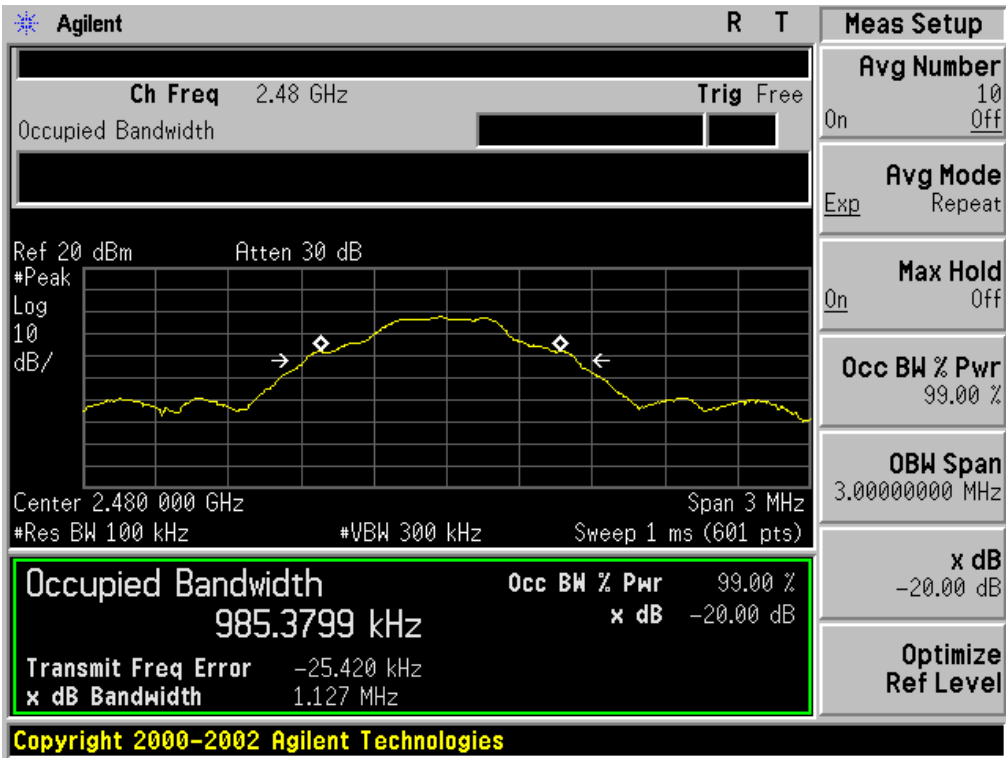 Agilent R T
Meas Setup
Ch Freq 2.48 GHz Trig Free
Occupied Bandwidth
Avg Number
10
On Off
Avg Mode
Exp Repeat
Max Hold
On Off
Occ BW % Pwr
99.00 %
OBW Span
3.00000000 MHz
x dB
-20.00 dB
Optimize
Ref Level
Ref 20 dBm Atten 30 dB
#Peak
Log
10
dB/
Center 2.480 000 GHz Span 3 MHz
#Res BW 100 kHz #VBW 300 kHz Sweep 1 ms (601 pts)
Occupied Bandwidth Occ BW % Pwr 99.00 %
985.3799 kHz x dB -20.00 dB
Transmit Freq Error -25.420 kHz
x dB Bandwidth 1.127 MHz
Copyright 2000-2002 Agilent Technologies